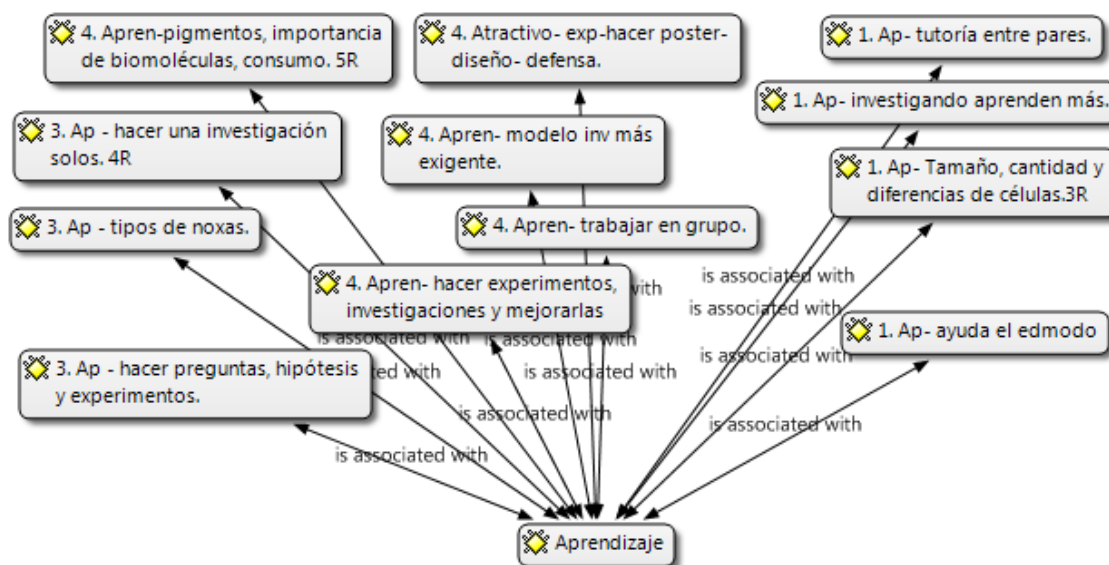 4. Apren-pigmentos, importancia
de biomoléculas, consumo. 5R
4. Atractivo- exp-hacer poster-
diseño- defensa.
1. Ap- tutoría entre pares.
1. Ap- investigando aprenden más.
3. Ap - hacer una investigación
solos. 4R
4. Apren- modelo inv más
exigente.
1. Ap- Tamaño, cantidad y
diferencias de células.3R
3. Ap - tipos de noxas.
4. Apren- trabajar en grupo.
4. Apren- hacer experimentos,
investigaciones y mejorarlas
1. Ap- ayuda el edmodo
3. Ap - hacer preguntas, hipótesis
y experimentos.
is associated with
with
is associated with
is associated with
is associated with
is associated with
is associated with
associated with
is associated with
is associated with
is associated with
is associated with
Aprendizaje